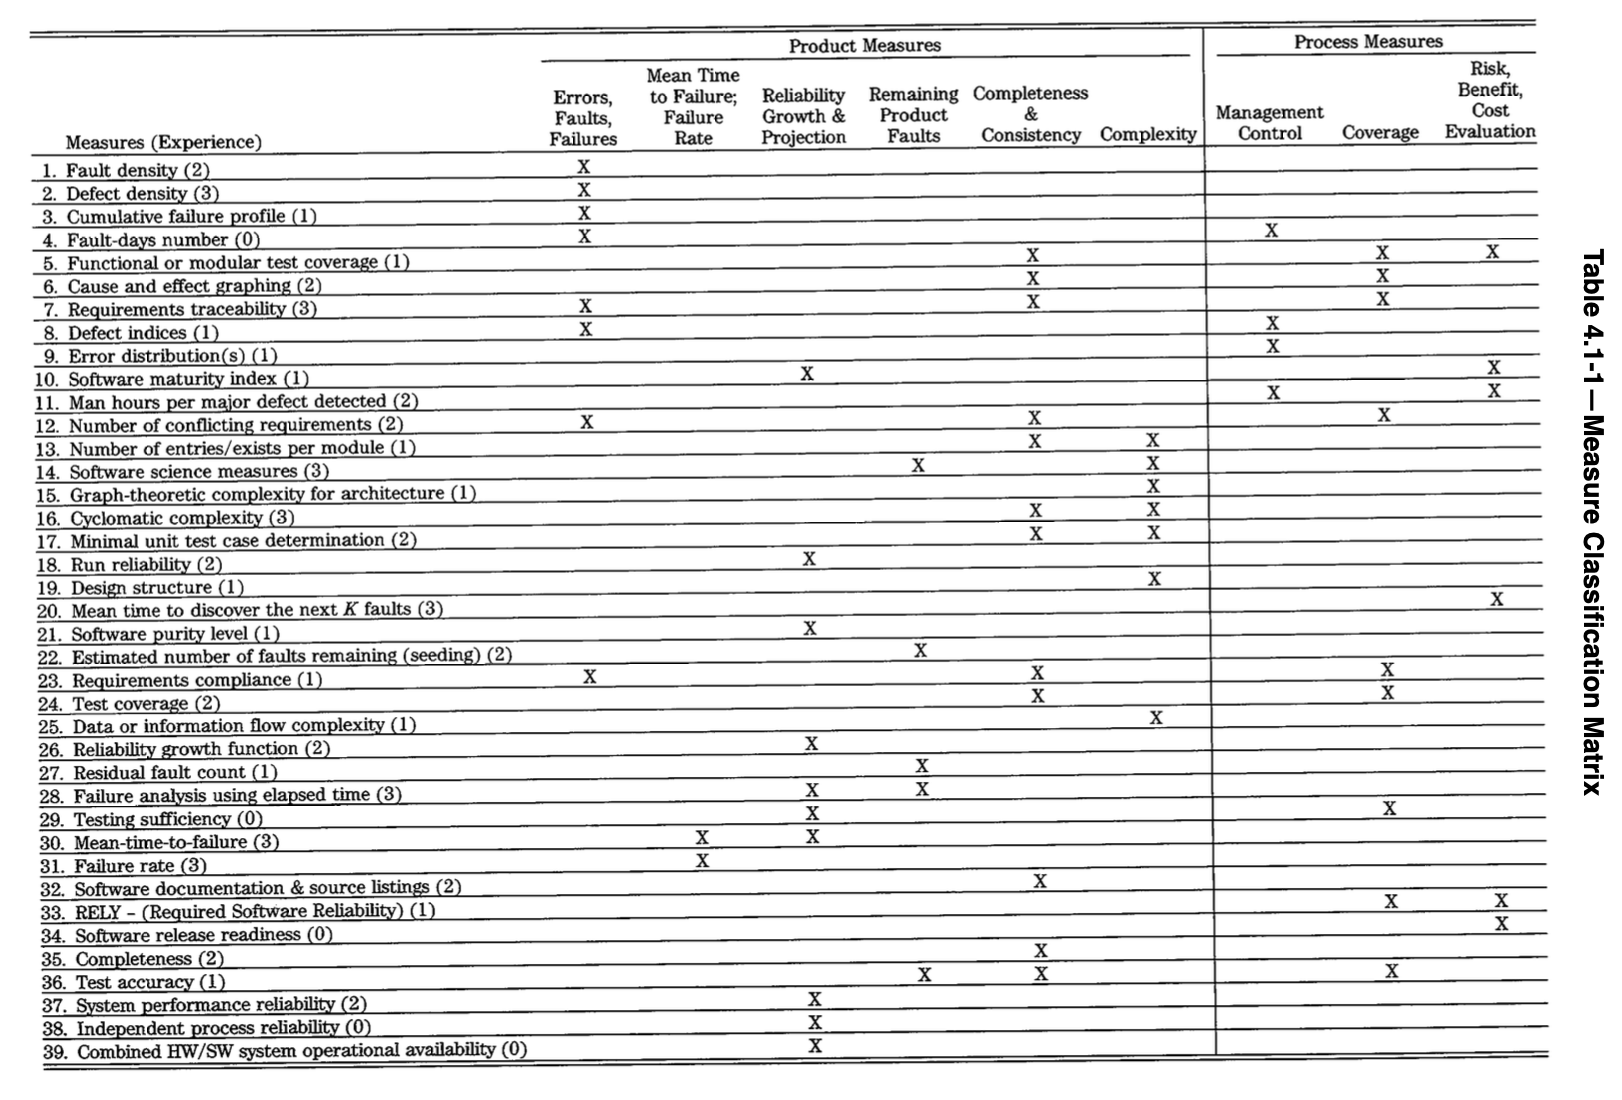 Table 4.1-1—Measure Classification Matrix
Product Measures
Process Measures
Measures (Experience)
Errors,
Faults,
Failures
Mean Time
to Failure;
Failure
Rate
Reliability
Growth &
Projection
Remaining
Product
Faults
Completeness
&
Consistency
Complexity
Management
Control
Coverage
Risk,
Benefit,
Cost
Evaluation
1. Fault density (2) X
2. Defect density (3) X
3. Cumulative failure profile (1) X
4. Fault-days number (0) X X
5. Functional or modular test coverage (1) X X X
6. Cause and effect graphing (2) X X
7. Requirements traceability (3) X X X
8. Defect indices (1) X X
9. Error distribution(s) (1) X
10. Software maturity index (1) X X
11. Man hours per major defect detected (2) X X
12. Number of conflicting requirements (2) X X X
13. Number of entries/exists per module (1) X X
14. Software science measures (3) X X
15. Graph-theoretic complexity for architecture (1) X
16. Cyclomatic complexity (3) X X
17. Minimal unit test case determination (2) X X
18. Run reliability (2) X
19. Design structure (1) X
20. Mean time to discover the next K faults (3) X
21. Software purity level (1) X
22. Estimated number of faults remaining (seeding) (2) X
23. Requirements compliance (1) X X X
24. Test coverage (2) X X
25. Data or information flow complexity (1) X
26. Reliability growth function (2) X
27. Residual fault count (1) X
28. Failure analysis using elapsed time (3) X X
29. Testing sufficiency (0) X X
30. Mean-time-to-failure (3) X X
31. Failure rate (3) X
32. Software documentation & source listings (2) X
33. RELY - (Required Software Reliability) (1) X X
34. Software release readiness (0) X
35. Completeness (2) X
36. Test accuracy (1) X X X
37. System performance reliability (2) X
38. Independent process reliability (0) X
39. Combined HW/SW system operational availability (0) X